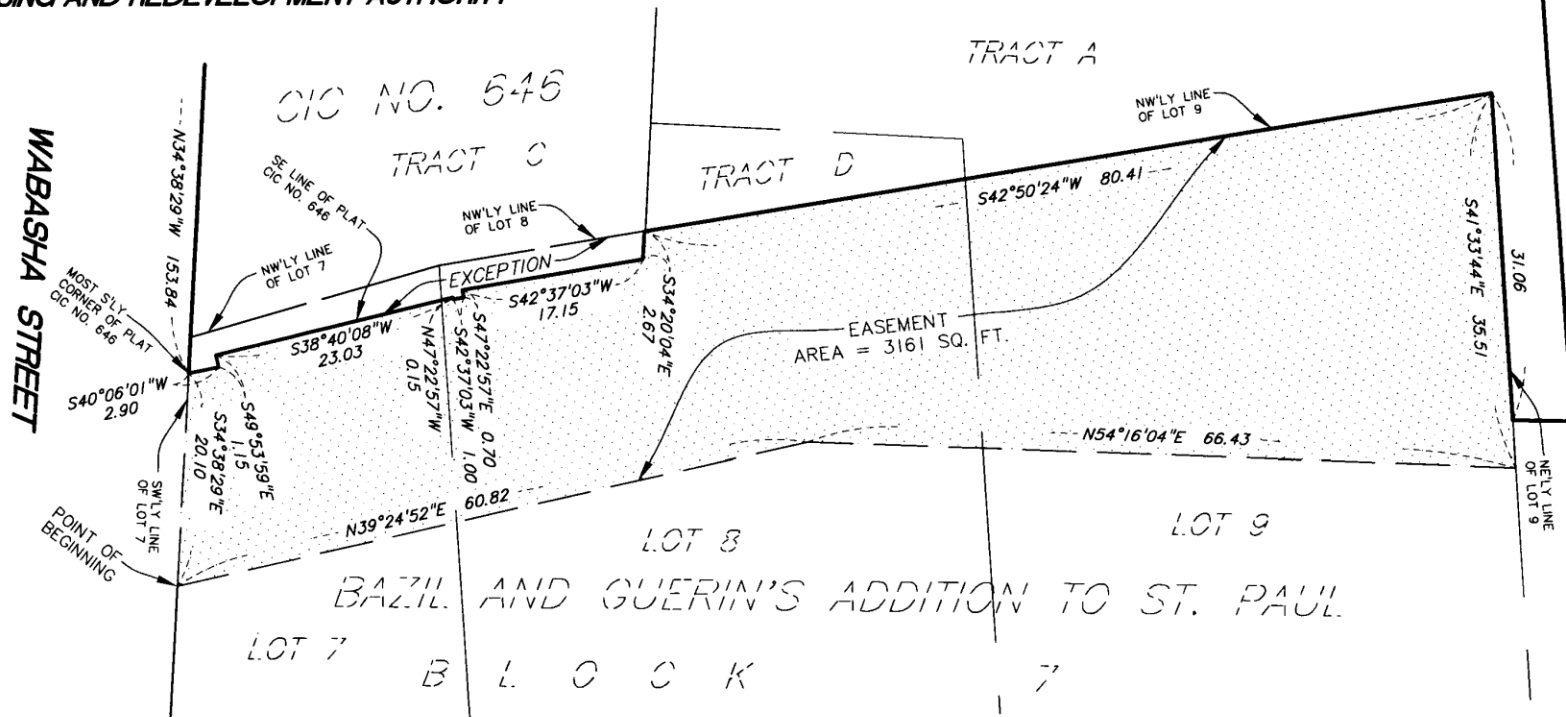 TRACT A
CIC NO. 646
NW'LY LINE
OF LOT 9
N34°38'29"W 153.84
WABASHA STREET
TRACT C
TRACT D
SE LINE OF PLAT
CIC NO. 646
NW'LY LINE
OF LOT 8
S42°50'24"W 80.41
NW'LY LINE
OF LOT 7
EXCEPTION
MOST S'LY
CORNER OF PLAT
CIC NO. 646
S42°37'03"W
17.15
S38°40'08"W
23.03
S41°33'44"E 35.51
31.06
S34°20'04"E
2.67
EASEMENT
AREA = 3161 SQ. FT.
N47°22'57"W
0.15
S42°37'03"W 1.00
S47°22'57"E 0.70
S40°06'01"W
2.90
S49°53'59"E
1.15
S34°38'29"E
20.10
SW'LY LINE
OF LOT 7
N54°16'04"E 66.43
NE'LY LINE
OF LOT 9
N39°24'52"E 60.82
POINT OF
BEGINNING
LOT 8
LOT 9
BAZIL AND GUERIN'S ADDITION TO ST. PAUL
LOT 7
BLOCK 7